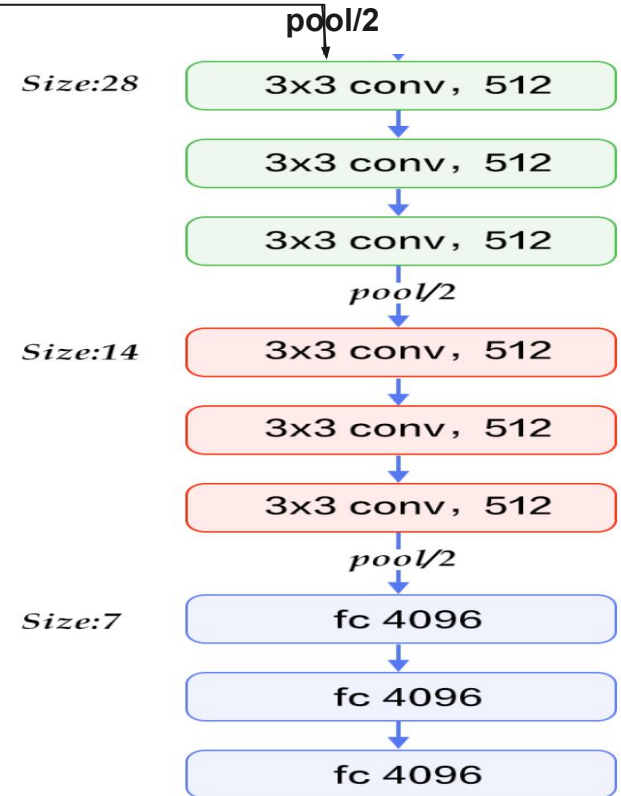 pool/2
Size:28
3x3 conv, 512
3x3 conv, 512
3x3 conv, 512
pool/2
Size:14
3x3 conv, 512
3x3 conv, 512
3x3 conv, 512
pool/2
Size:7
fc 4096
fc 4096
fc 4096